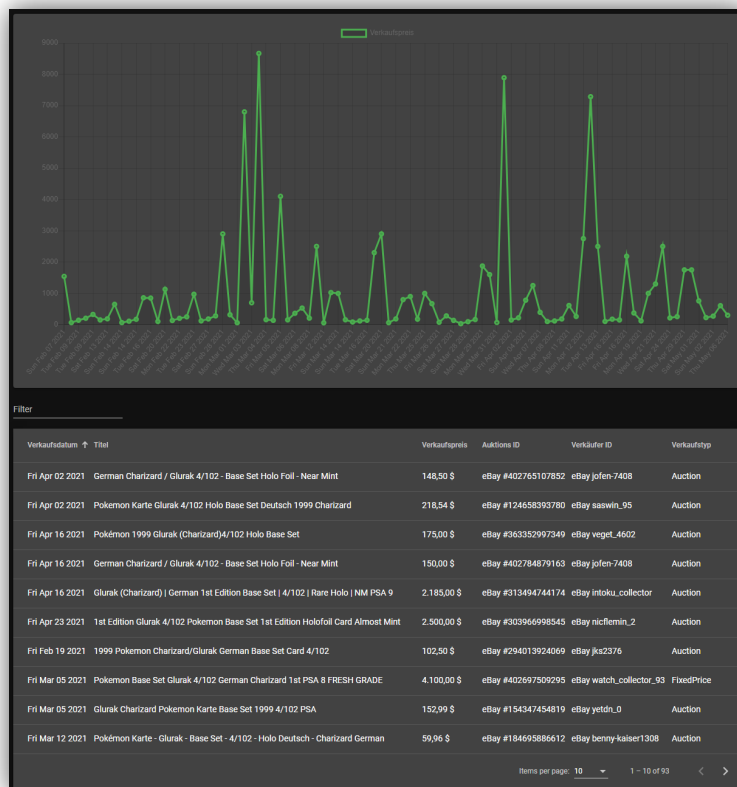 Verkaufspreis
9000
8000
7000
6000
5000
4000
3000
2000
1000
0
Filter
Verkaufsdatum ↑ Titel Verkaufspreis Auktions ID Verkäufer ID Verkaufstyp
Fri Apr 02 2021 German Charizard / Glurak 4/102 - Base Set Holo Foil - Near Mint 148,50 $ eBay #402765107852 eBay jofen-7408 Auction
Fri Apr 02 2021 Pokemon Karte Glurak 4/102 Holo Base Set Deutsch 1999 Charizard 218,54 $ eBay #124658393780 eBay saswin_95 Auction
Fri Apr 16 2021 Pokémon 1999 Glurak (Charizard)4/102 Holo Base Set 175,00 $ eBay #363352997349 eBay veget_4602 Auction
Fri Apr 16 2021 German Charizard / Glurak 4/102 - Base Set Holo Foil - Near Mint 150,00 $ eBay #402784879163 eBay jofen-7408 Auction
Fri Apr 16 2021 Glurak (Charizard) | German 1st Edition Base Set | 4/102 | Rare Holo | NM PSA 9 2.185,00 $ eBay #313494744174 eBay intoku_collector Auction
Fri Apr 23 2021 1st Edition Glurak 4/102 Pokemon Base Set 1st Edition Holofoil Card Almost Mint 2.500,00 $ eBay #303966998545 eBay nicflemin_2 Auction
Fri Feb 19 2021 1999 Pokemon Charizard/Glurak German Base Set Card 4/102 102,50 $ eBay #294013924069 eBay jks2376 Auction
Fri Mar 05 2021 Pokemon Base Set Glurak 4/102 German Charizard 1st PSA 8 FRESH GRADE 4.100,00 $ eBay #402697509295 eBay watch_collector_93 FixedPrice
Fri Mar 05 2021 Glurak Charizard Pokemon Karte Base Set 1999 4/102 PSA 152,99 $ eBay #154347454819 eBay yetdn_0 Auction
Fri Mar 12 2021 Pokémon Karte - Glurak - Base Set - 4/102 - Holo Deutsch - Charizard German 59,96 $ eBay #184695886612 eBay benny-kaiser1308 Auction
Items per page: 10 1 – 10 of 93